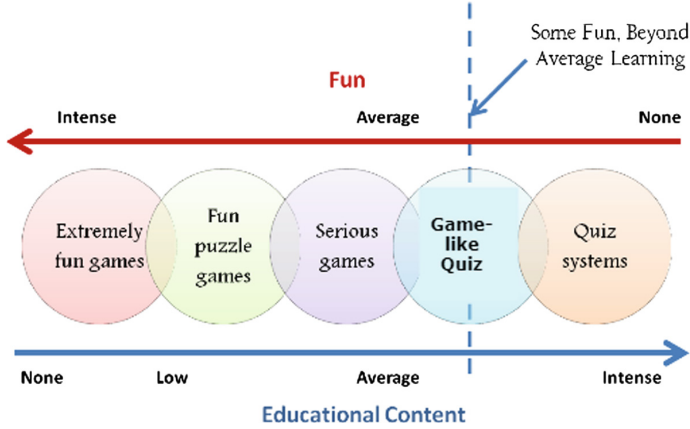 Some Fun, Beyond
Average Learning
Fun
Intense Average None
Extremely
fun games
Fun
puzzle
games
Serious
games
Game-
like
Quiz
Quiz
systems
None Low Average Intense
Educational Content